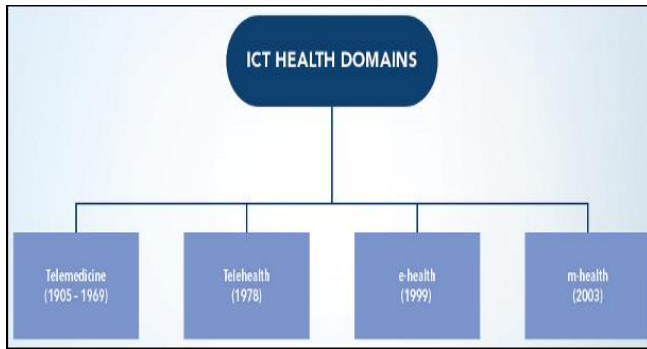 ICT HEALTH DOMAINS
Telemedicine
(1905 - 1969)
Telehealth
(1978)
e-health
(1999)
m-health
(2003)